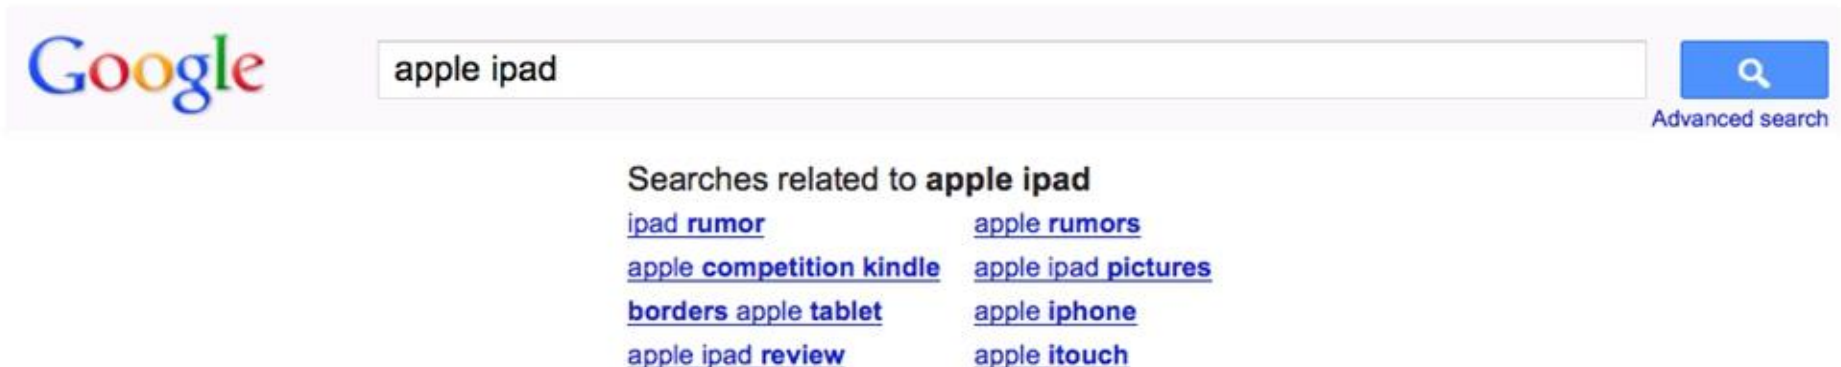 Google
apple ipad
Advanced search
Searches related to apple ipad
ipad rumor apple rumors
apple competition kindle apple ipad pictures
borders apple tablet apple iphone
apple ipad review apple itouch